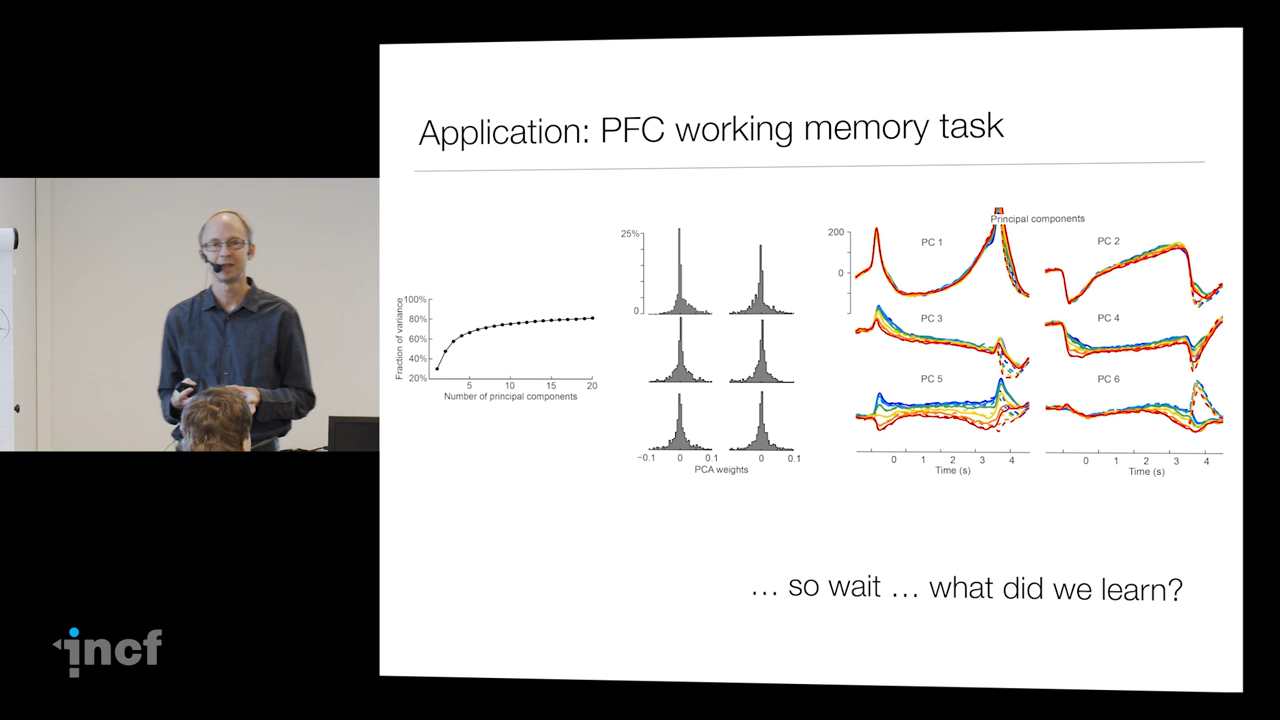 Application: PFC working memory task
Fraction of variance
100%
80%
60%
40%
20%
5
10
15
20
Number of principal components
25%
0
−0.1
0
0.1
0
0.1
PCA weights
Principal components
200
0
PC 1
PC 2
PC 3
PC 4
PC 5
PC 6
0
1
2
3
4
Time (s)
0
1
2
3
4
Time (s)
... so wait ... what did we learn?
incf